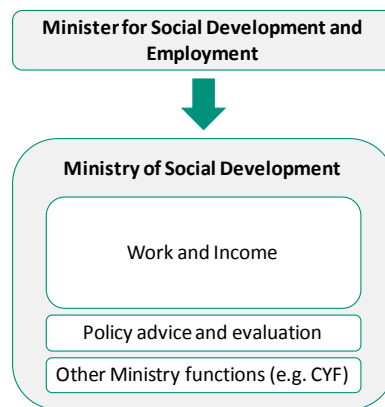 Minister for Social Development and
Employment
Ministry of Social Development
Work and Income
Policy advice and evaluation
Other Ministry functions (e.g. CYF)